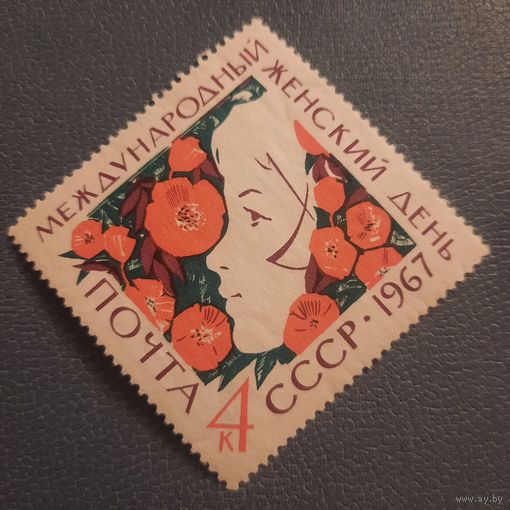 МЕЖДУНАРОДНЫЙ ЖЕНСКИЙ ДЕНЬ
ПОЧТА 4к СССР · 1967
www.ay.by